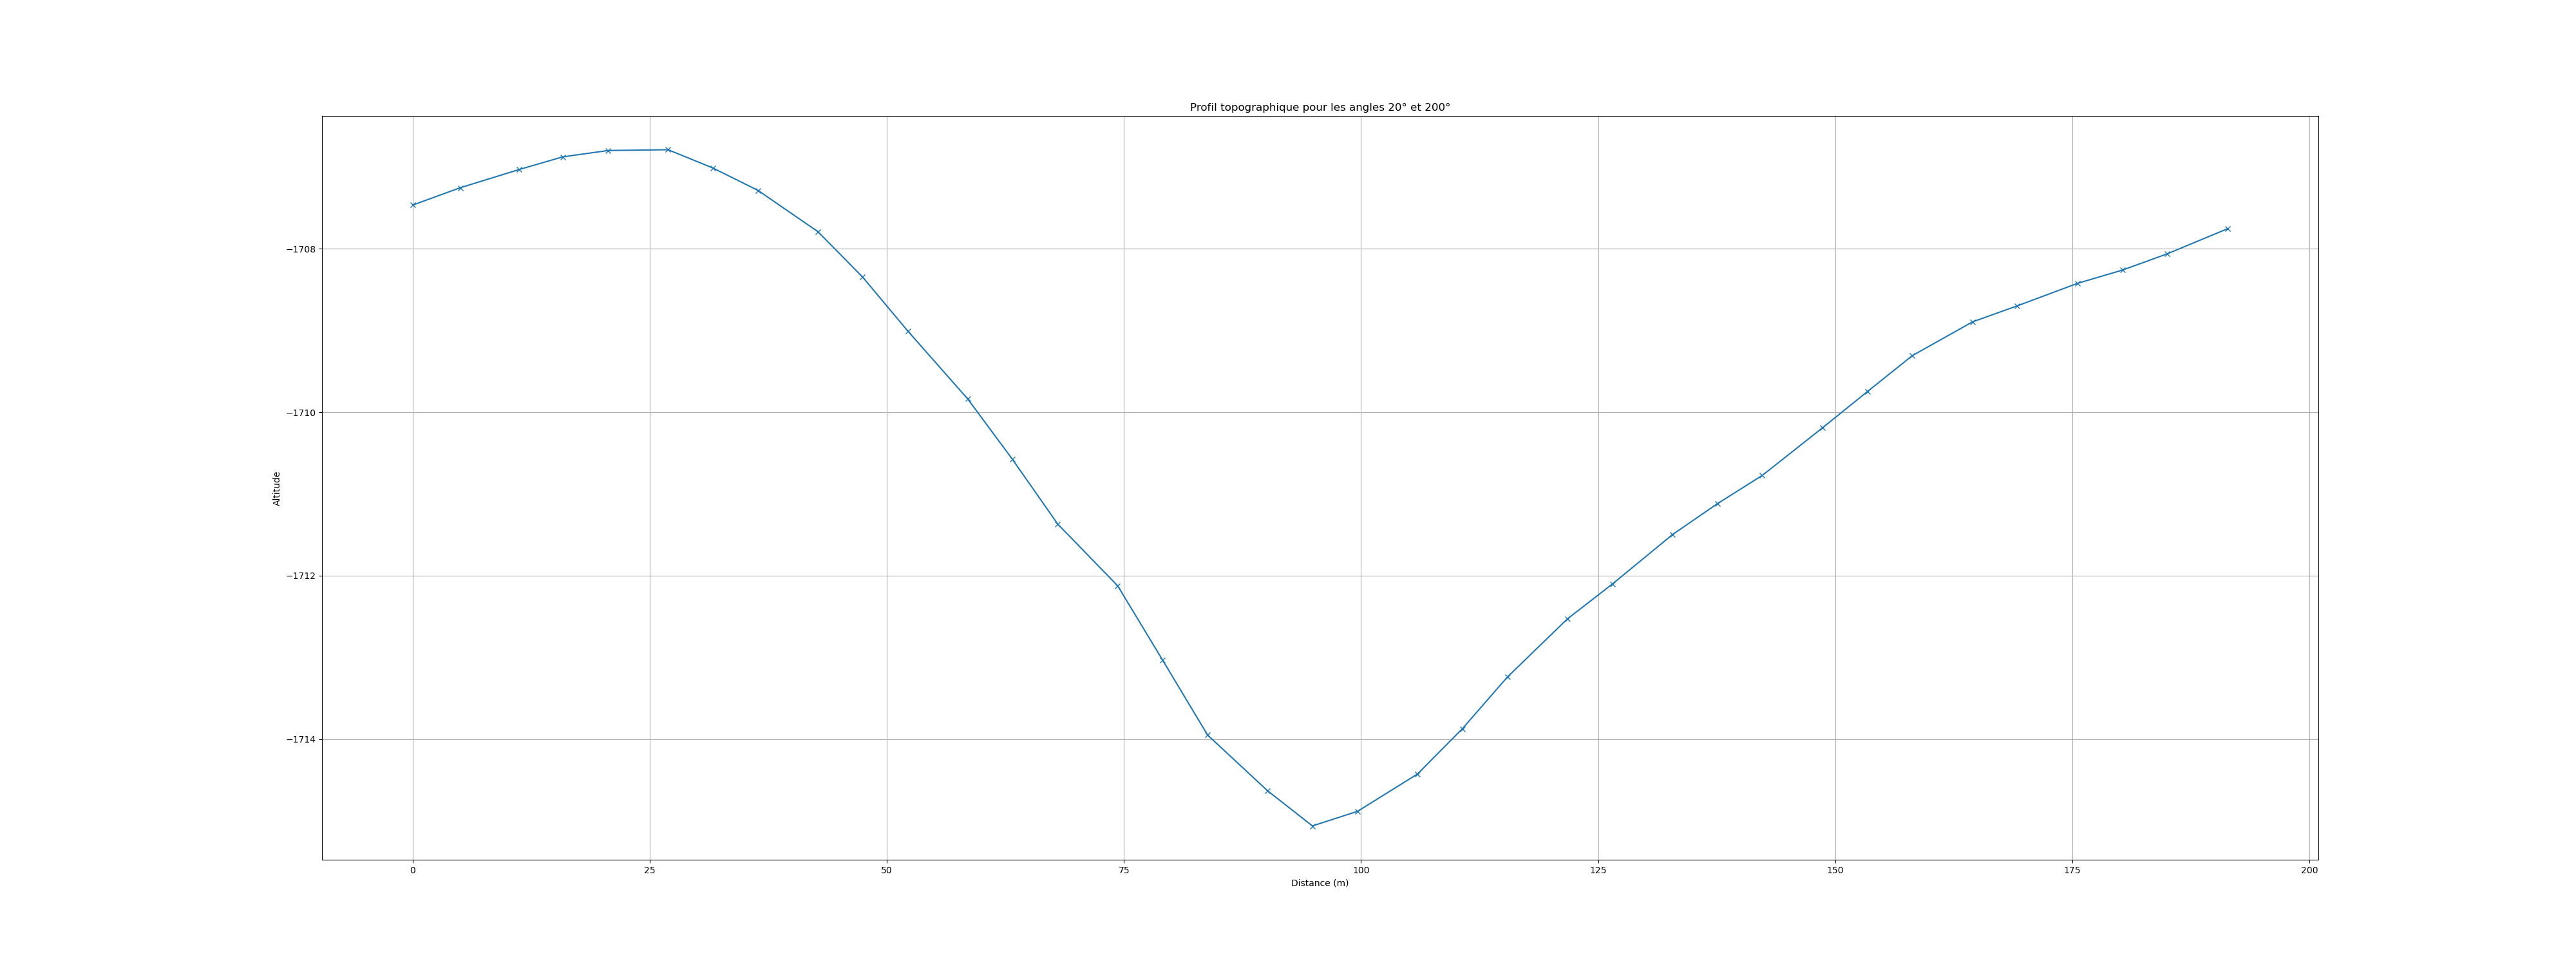 Profil topographique pour les angles 20° et 200°
−1708
−1710
−1712
−1714
Altitude
0 25 50 75 100 125 150 175 200
Distance (m)